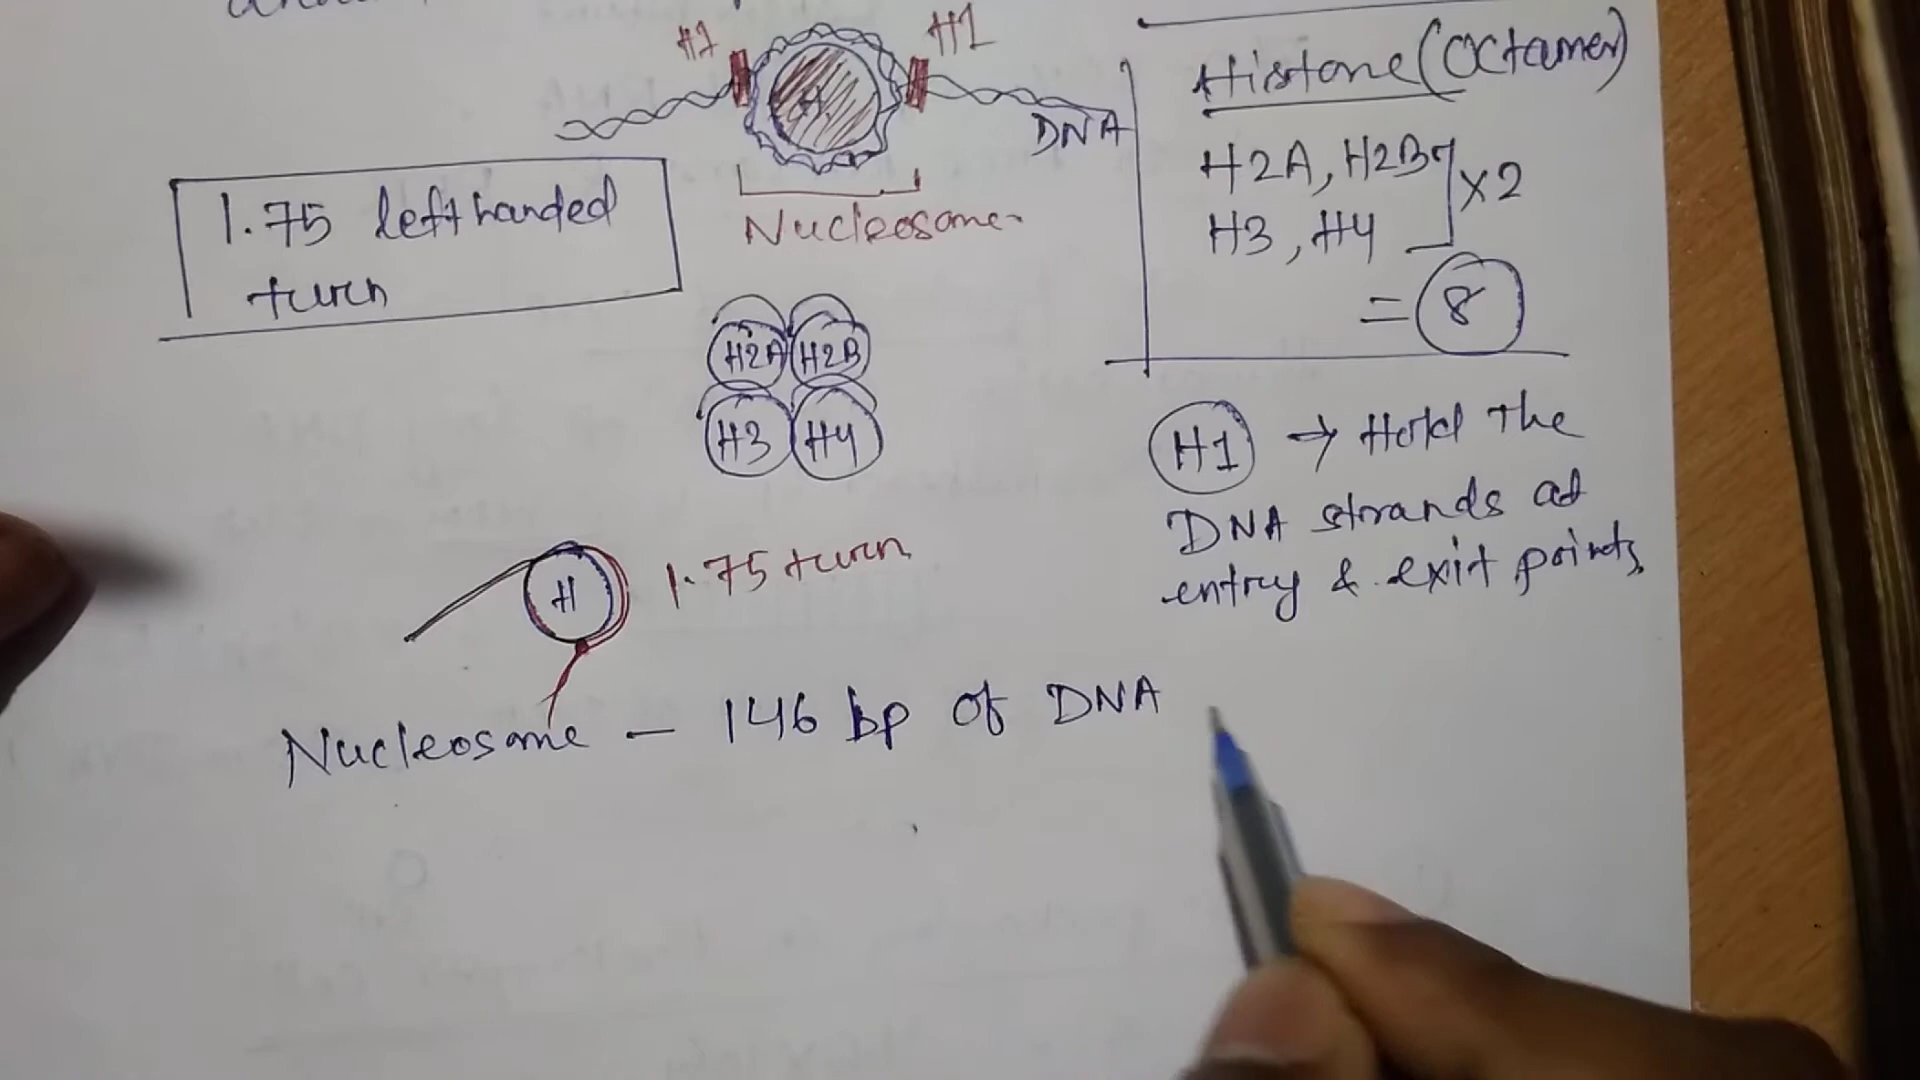 H1
H1
H
DNA
Nucleosome
1.75 left handed
turn
Histone (Octamer)
H2A, H2B
H3, H4
x2
= 8
H2A H2B
H3 H4
H1 → Hold the
DNA strands at
entry & exit points
H
1.75 turn
Nucleosome - 146 bp of DNA